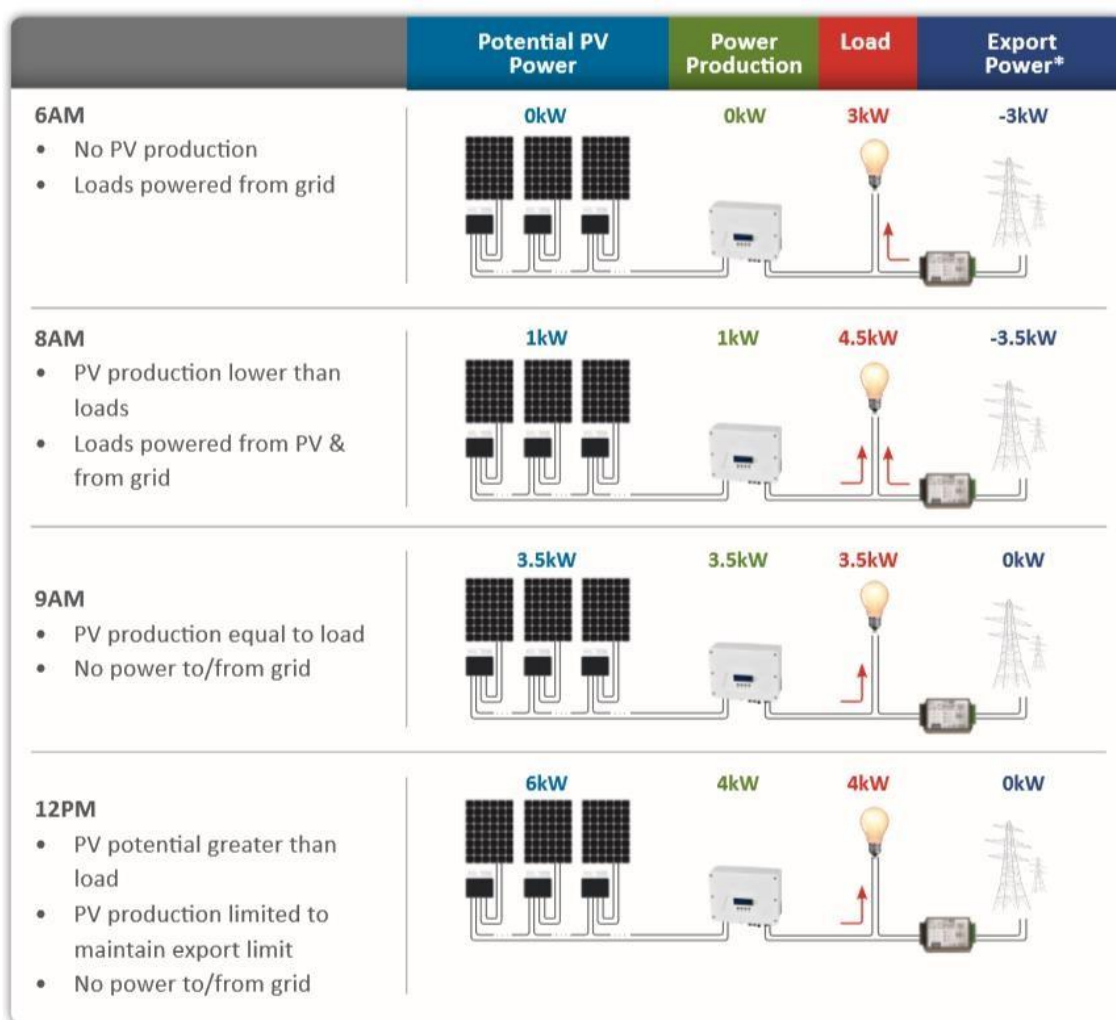 Potential PV Power
Power Production
Load
Export Power*
6AM
• No PV production
• Loads powered from grid
0kW
0kW
3kW
-3kW
8AM
• PV production lower than
loads
• Loads powered from PV &
from grid
1kW
1kW
4.5kW
-3.5kW
9AM
• PV production equal to load
• No power to/from grid
3.5kW
3.5kW
3.5kW
0kW
12PM
• PV potential greater than
load
• PV production limited to
maintain export limit
• No power to/from grid
6kW
4kW
4kW
0kW